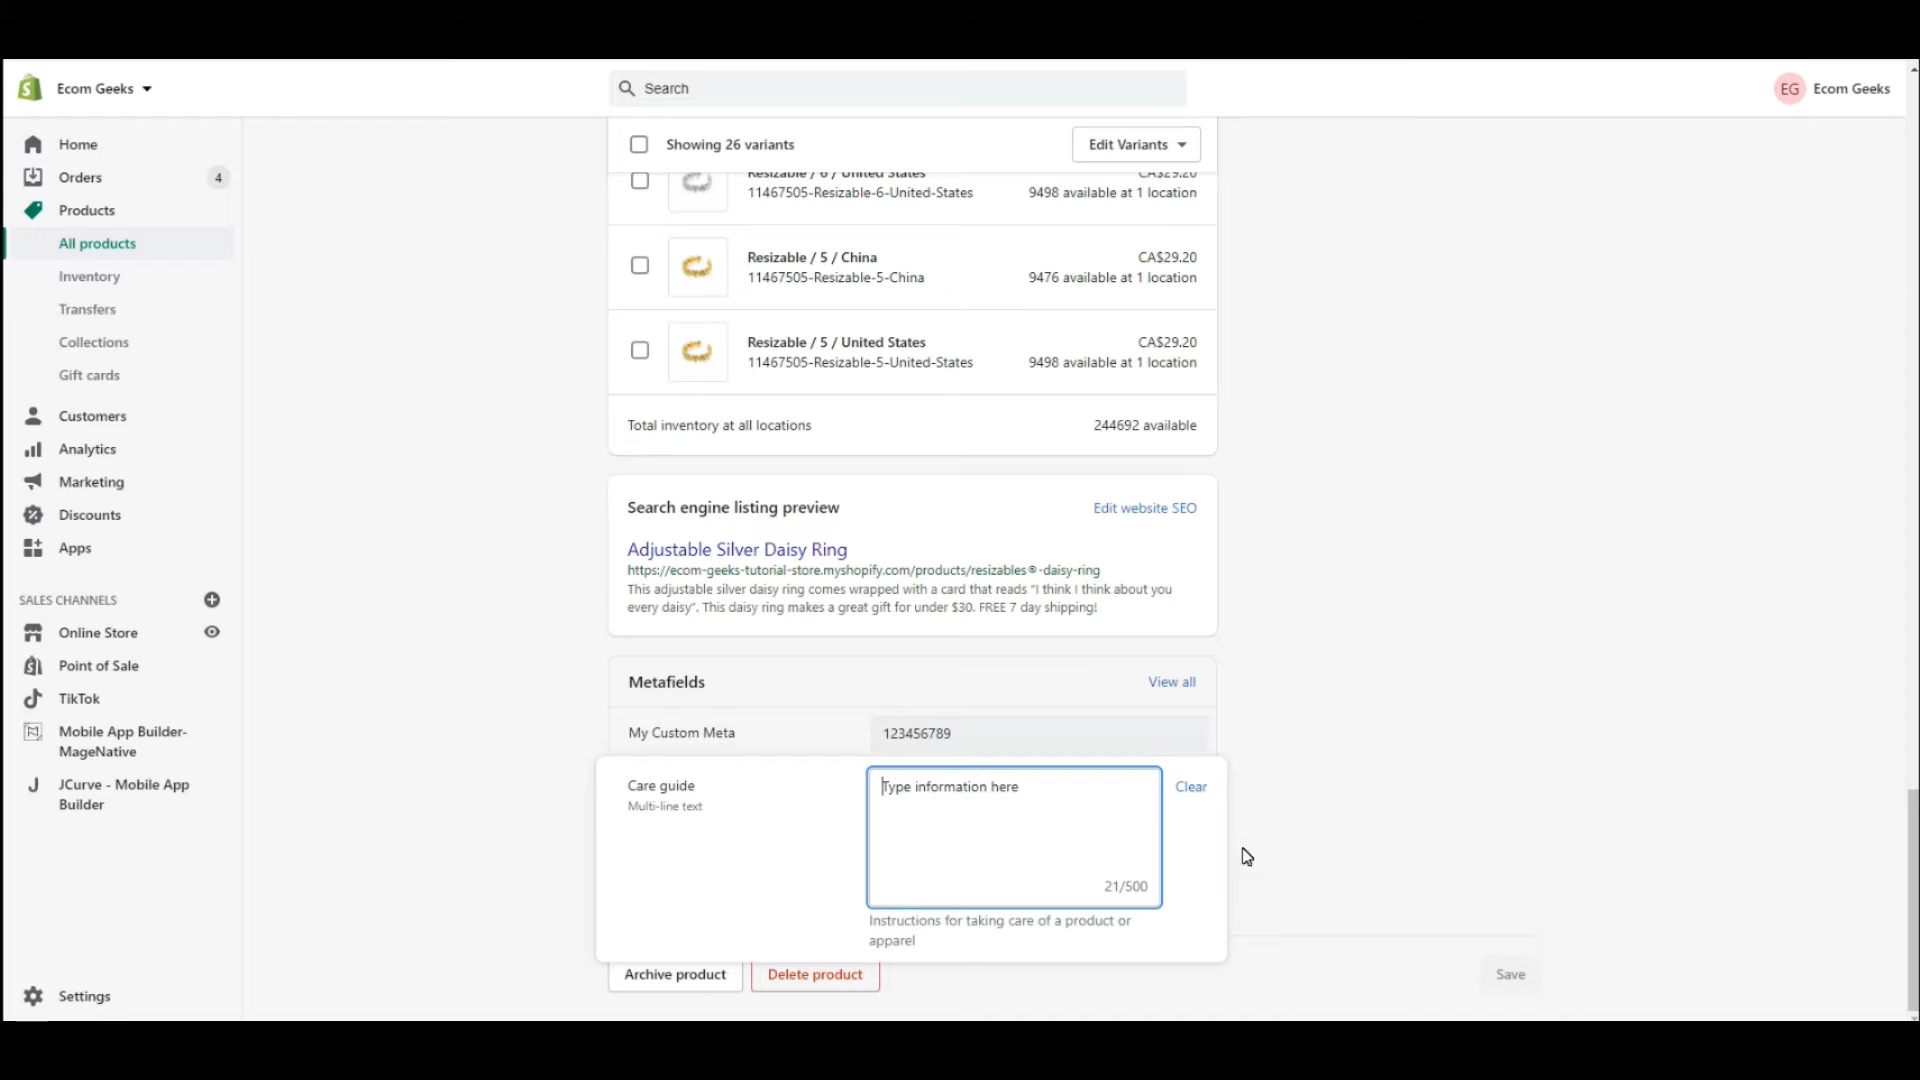 Ecom Geeks
Search
EG Ecom Geeks
Home
Orders 4
Products
All products
Inventory
Transfers
Collections
Gift cards
Customers
Analytics
Marketing
Discounts
Apps
SALES CHANNELS
Online Store
Point of Sale
TikTok
Mobile App Builder-
MageNative
J JCurve - Mobile App
Builder
Settings
Showing 26 variants Edit Variants
Resizable / 6 / United States CA$29.20
11467505-Resizable-6-United-States 9498 available at 1 location
Resizable / 5 / China CA$29.20
11467505-Resizable-5-China 9476 available at 1 location
Resizable / 5 / United States CA$29.20
11467505-Resizable-5-United-States 9498 available at 1 location
Total inventory at all locations 244692 available
Search engine listing preview Edit website SEO
Adjustable Silver Daisy Ring
https://ecom-geeks-tutorial-store.myshopify.com/products/resizables®-daisy-ring
This adjustable silver daisy ring comes wrapped with a card that reads "I think I think about you
every daisy". This daisy ring makes a great gift for under $30. FREE 7 day shipping!
Metafields View all
My Custom Meta 123456789
Care guide Type information here Clear
Multi-line text
21/500
Instructions for taking care of a product or
apparel
Archive product Delete product Save